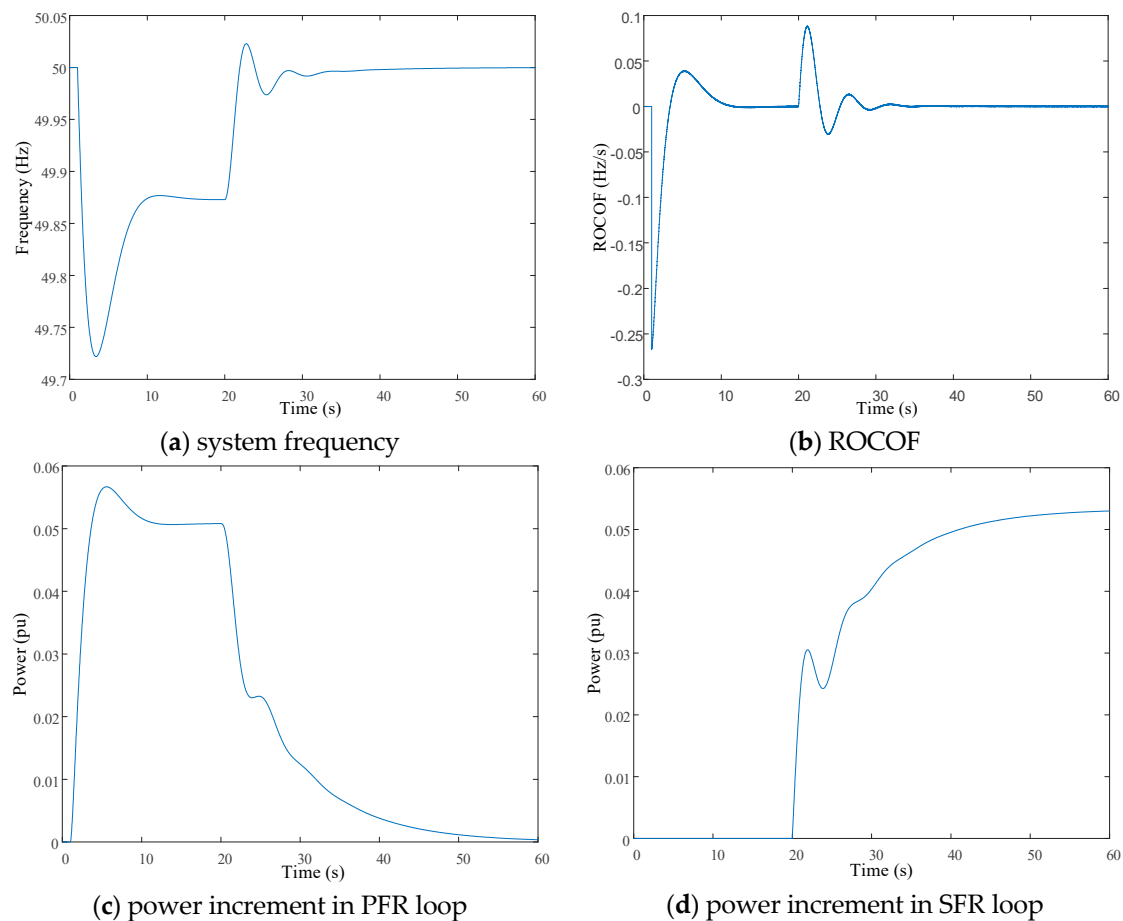 50.05
50
49.95
49.9
49.85
49.8
49.75
49.7
Frequency (Hz)
0 10 20 30 40 50 60
Time (s)
(a) system frequency
0.1
0.05
0
-0.05
-0.1
-0.15
-0.2
-0.25
-0.3
ROCOF (Hz/s)
0 10 20 30 40 50 60
Time (s)
(b) ROCOF
0.06
0.05
0.04
0.03
0.02
0.01
0
Power (pu)
0 10 20 30 40 50 60
Time (s)
(c) power increment in PFR loop
0.06
0.05
0.04
0.03
0.02
0.01
0
Power (pu)
0 10 20 30 40 50 60
Time (s)
(d) power increment in SFR loop